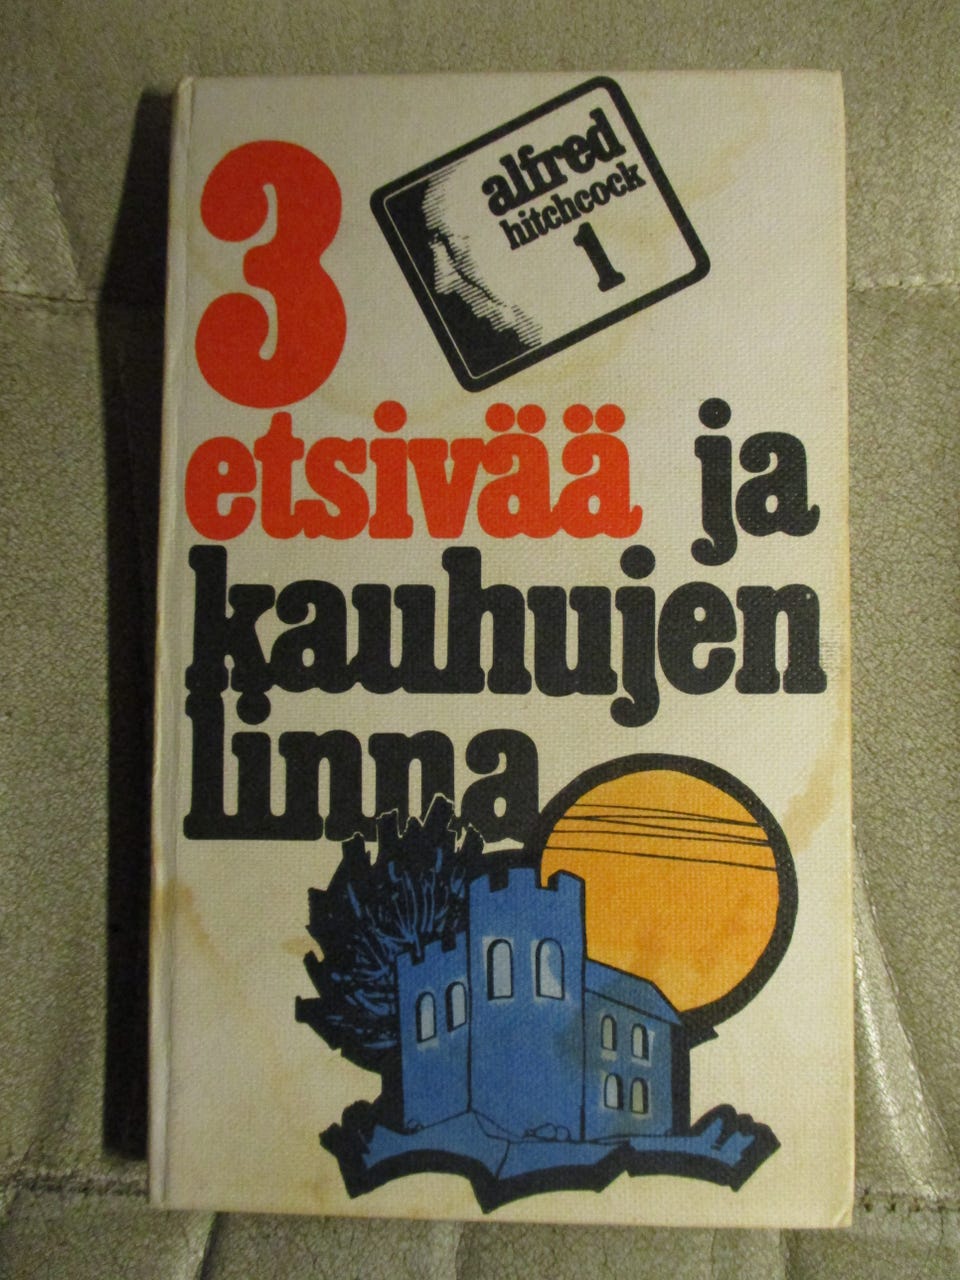 3
alfred
hitchcock
1
etsivää ja
kauhujen
linna